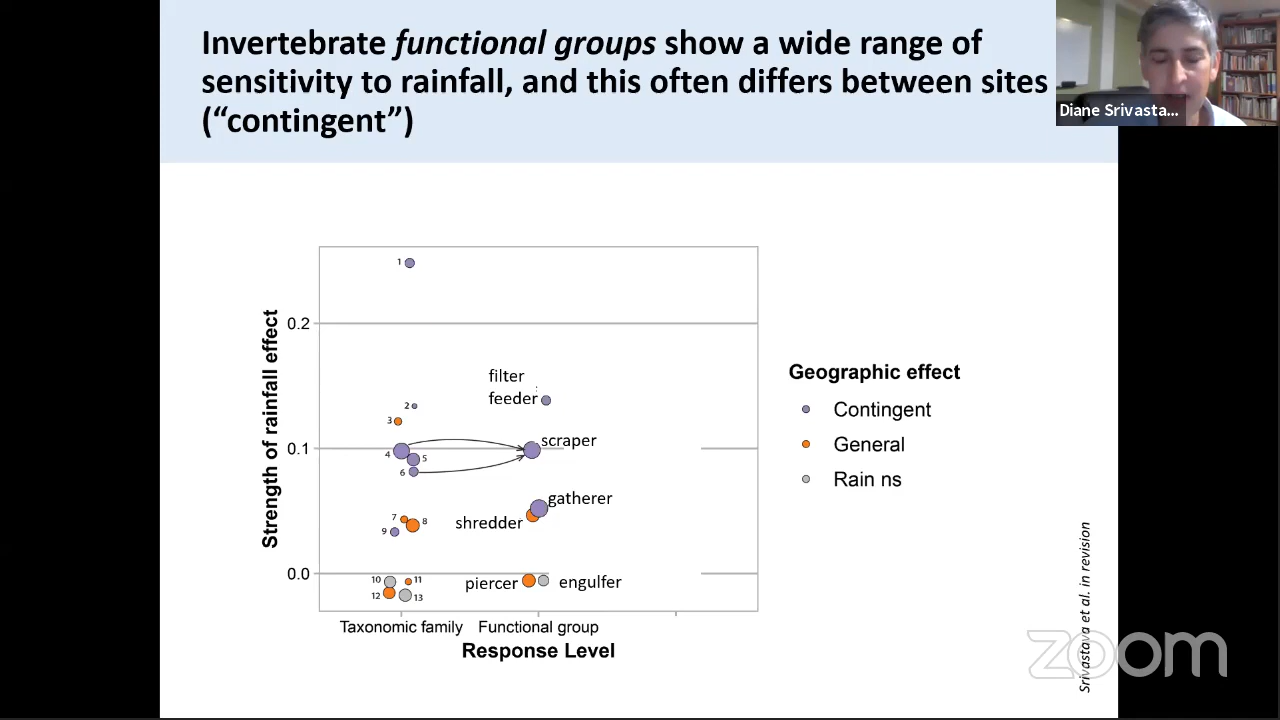 Invertebrate functional groups show a wide range of
sensitivity to rainfall, and this often differs between sites
(“contingent”)
Diane Srivasta...
Strength of rainfall effect
0.2
0.1
0.0
1
2
3
4
5
6
7
8
9
10
11
12
13
filter
feeder
scraper
gatherer
shredder
piercer
engulfer
Taxonomic family
Functional group
Response Level
Geographic effect
Contingent
General
Rain ns
Srivastava et al. in revision
zoom